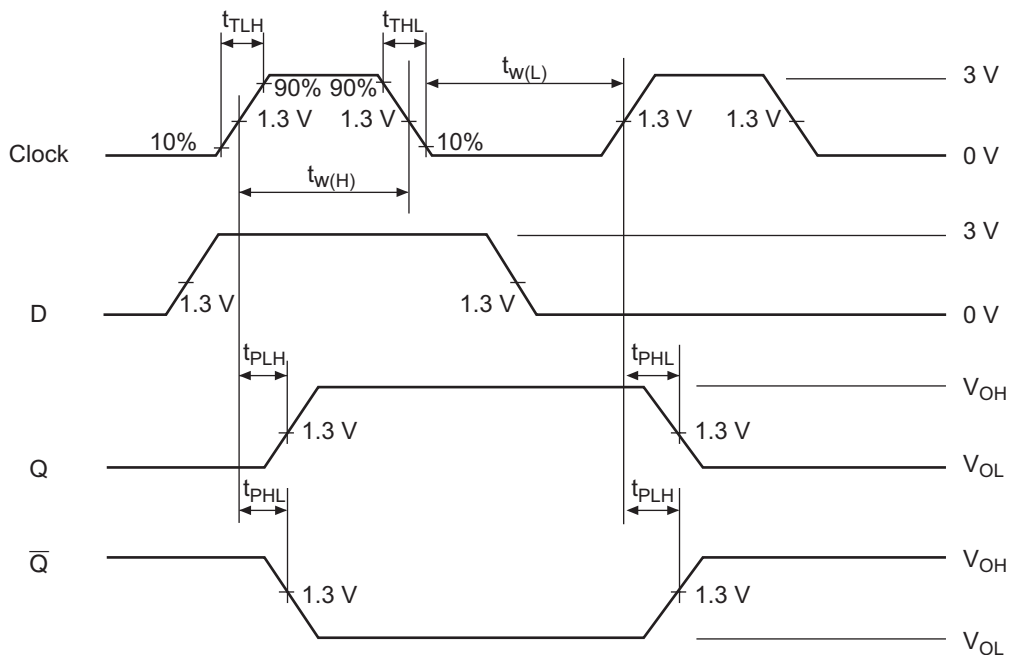 tTLH tTHL
tw(L)
3 V
90% 90%
1.3 V 1.3 V 1.3 V 1.3 V
Clock 10% 10% 0 V
tw(H)
3 V
1.3 V 1.3 V
D 0 V
tPLH tPHL
VOH
1.3 V 1.3 V
Q VOL
tPHL tPLH
Q̅ VOH
1.3 V 1.3 V
VOL